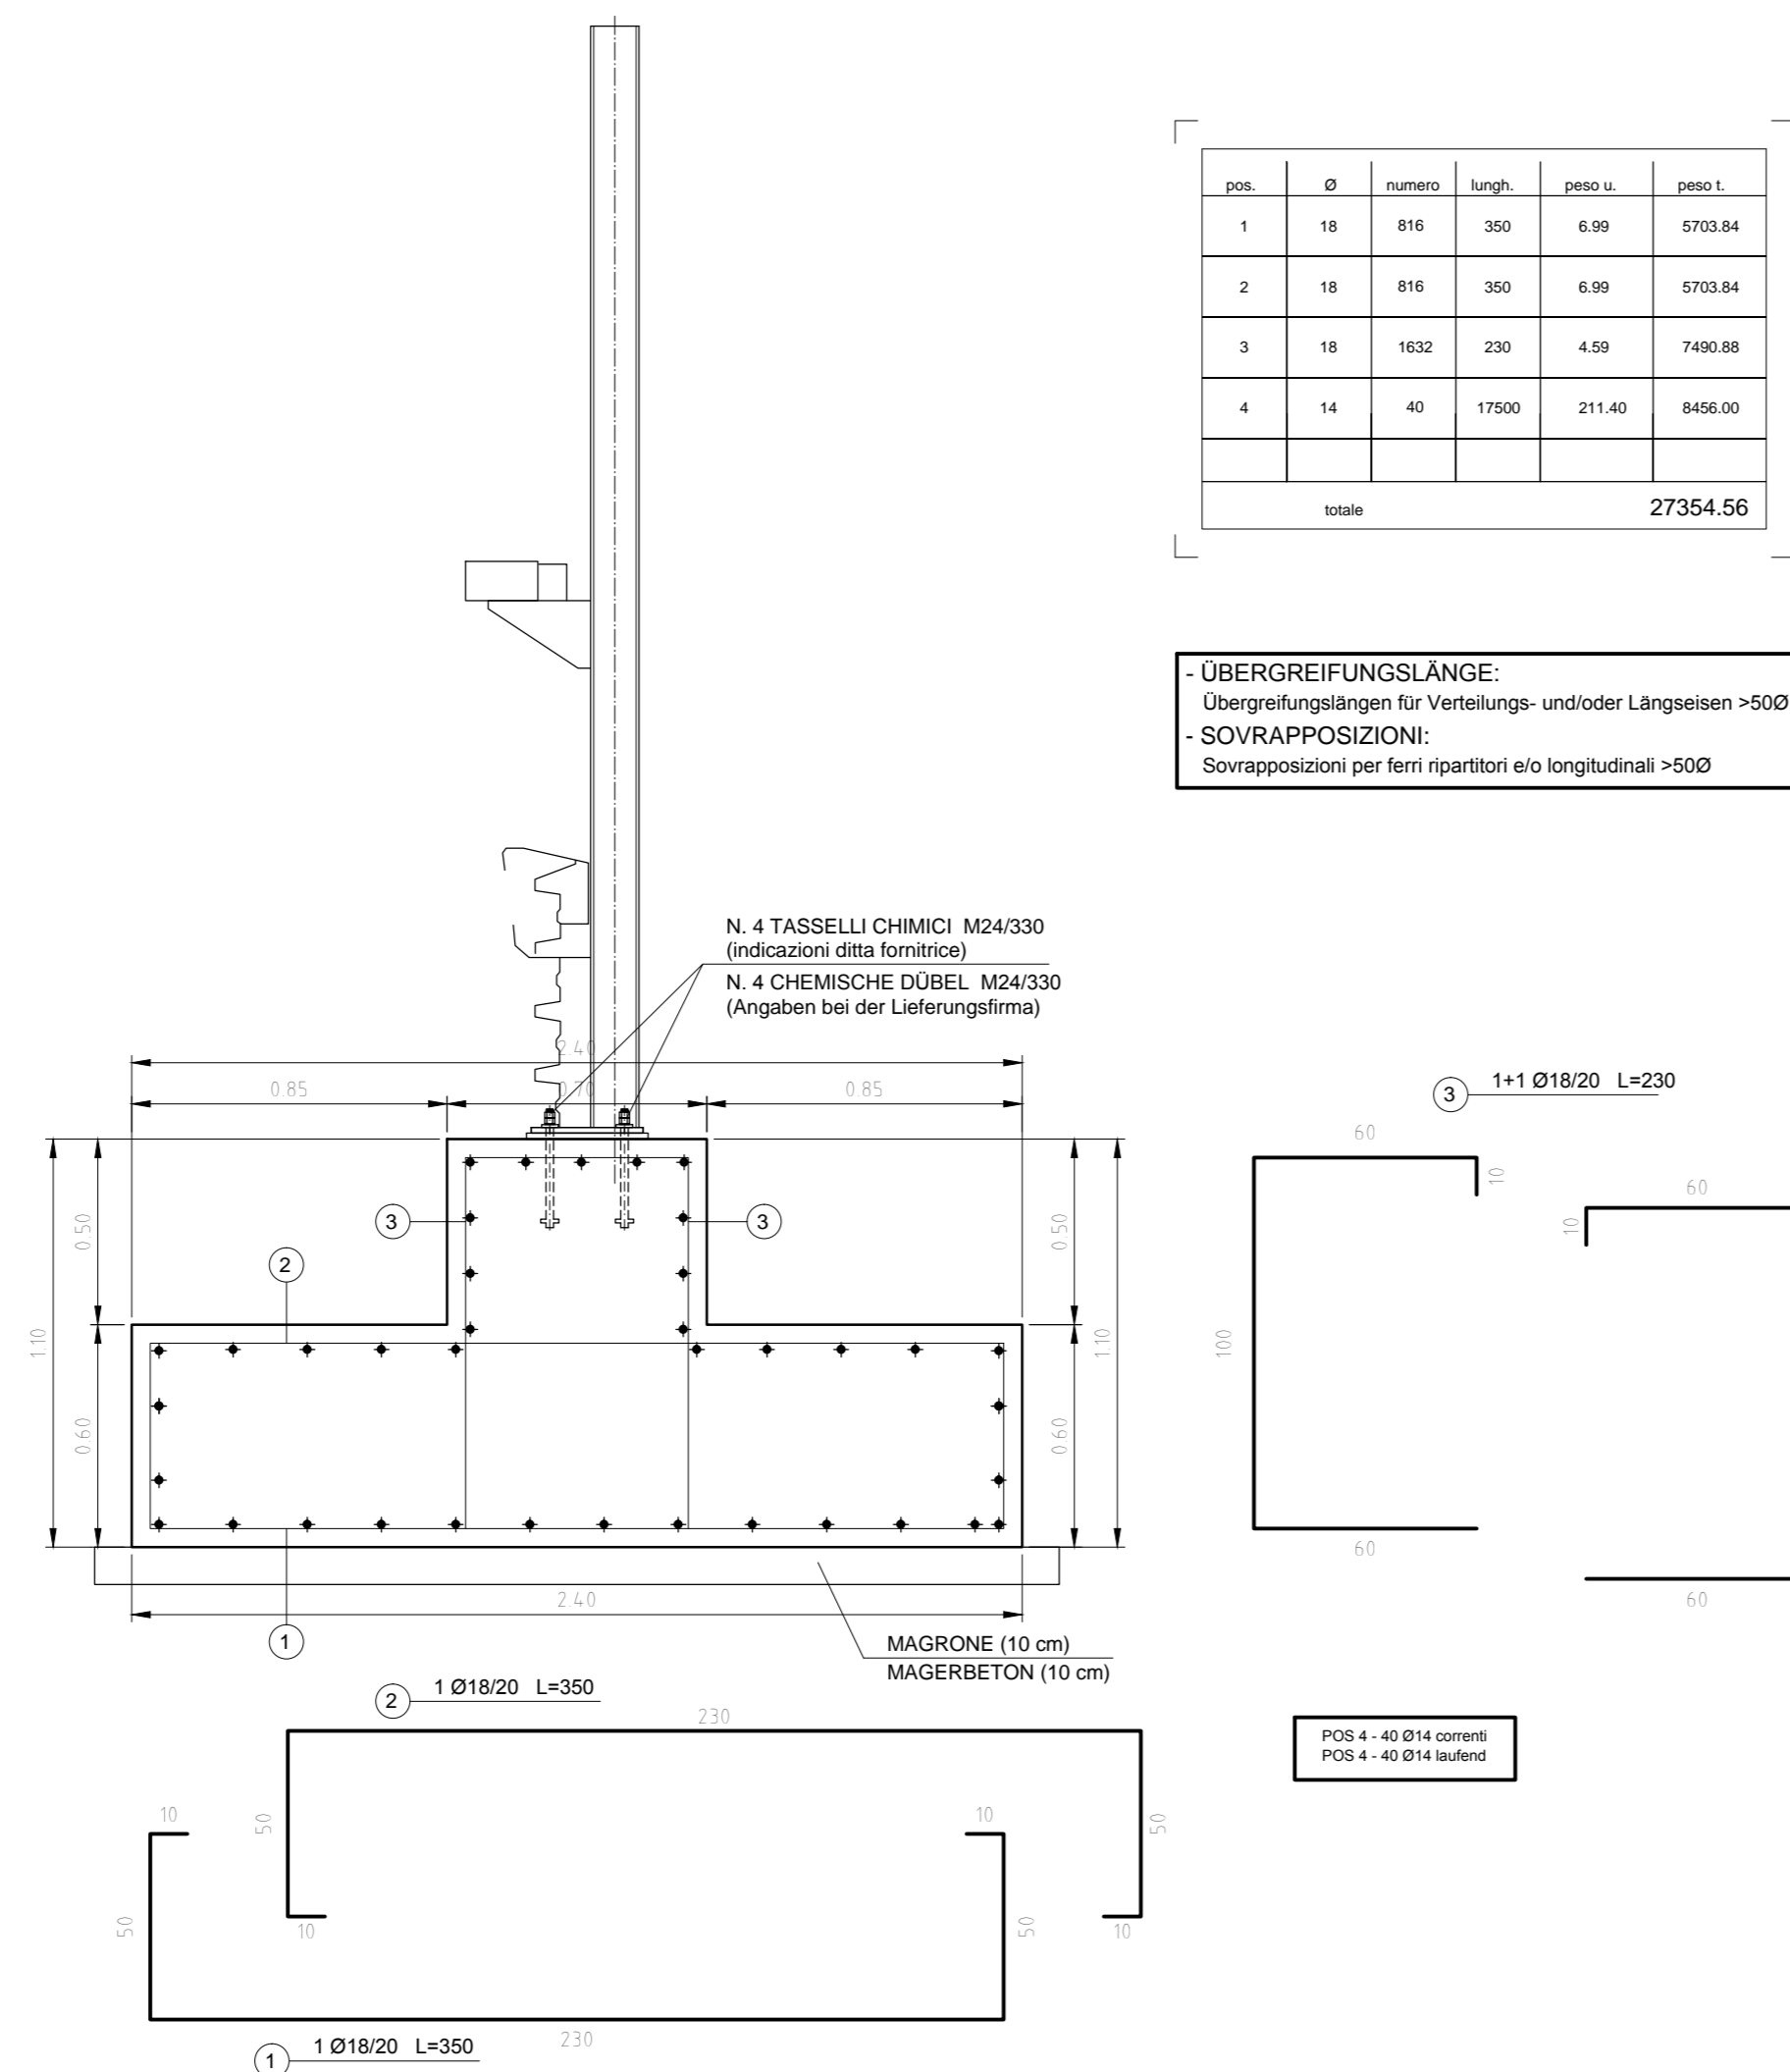 pos. Ø numero lungh. peso u. peso t.
1 18 816 350 6.99 5703.84
2 18 816 350 6.99 5703.84
3 18 1632 230 4.59 7490.88
4 14 40 17500 211.40 8456.00
totale 27354.56
- ÜBERGREIFUNGSLÄNGE:
Übergreifungslängen für Verteilungs- und/oder Längseisen >50Ø
- SOVRAPPOSIZIONI:
Sovrapposizioni per ferri ripartitori e/o longitudinali >50Ø
N. 4 TASSELLI CHIMICI M24/330
(indicazioni ditta fornitrice)
N. 4 CHEMISCHE DÜBEL M24/330
(Angaben bei der Lieferungsfirma)
2.40
0.85 0.70 0.85
3 1+1 Ø18/20 L=230
60
10
60
10
100
60
60
3
3
2
0.50
1.10
0.60
0.50
1.10
0.60
2.40
1
MAGRONE (10 cm)
MAGERBETON (10 cm)
2 1 Ø18/20 L=350
230
50
50
10
10
POS 4 - 40 Ø14 correnti
POS 4 - 40 Ø14 laufend
10
10
50
50
230
1 1 Ø18/20 L=350